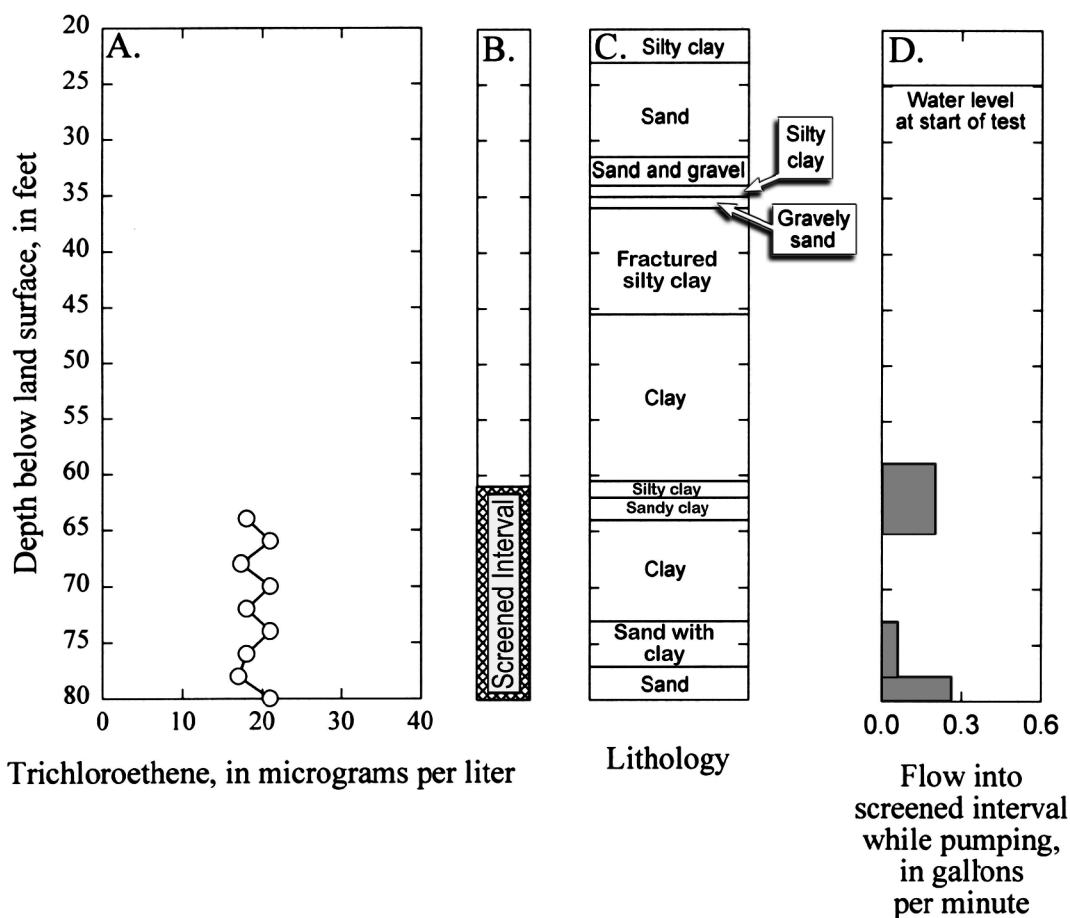 A.
B.
C.
D.
Depth below land surface, in feet
20
25
30
35
40
45
50
55
60
65
70
75
80
0
10
20
30
40
Trichloroethene, in micrograms per liter
Screened Interval
Silty clay
Sand
Sand and gravel
Silty
clay
Gravely
sand
Fractured
silty clay
Clay
Silty clay
Sandy clay
Clay
Sand with
clay
Sand
Lithology
Water level
at start of test
0.0
0.3
0.6
Flow into
screened interval
while pumping,
in gallons
per minute